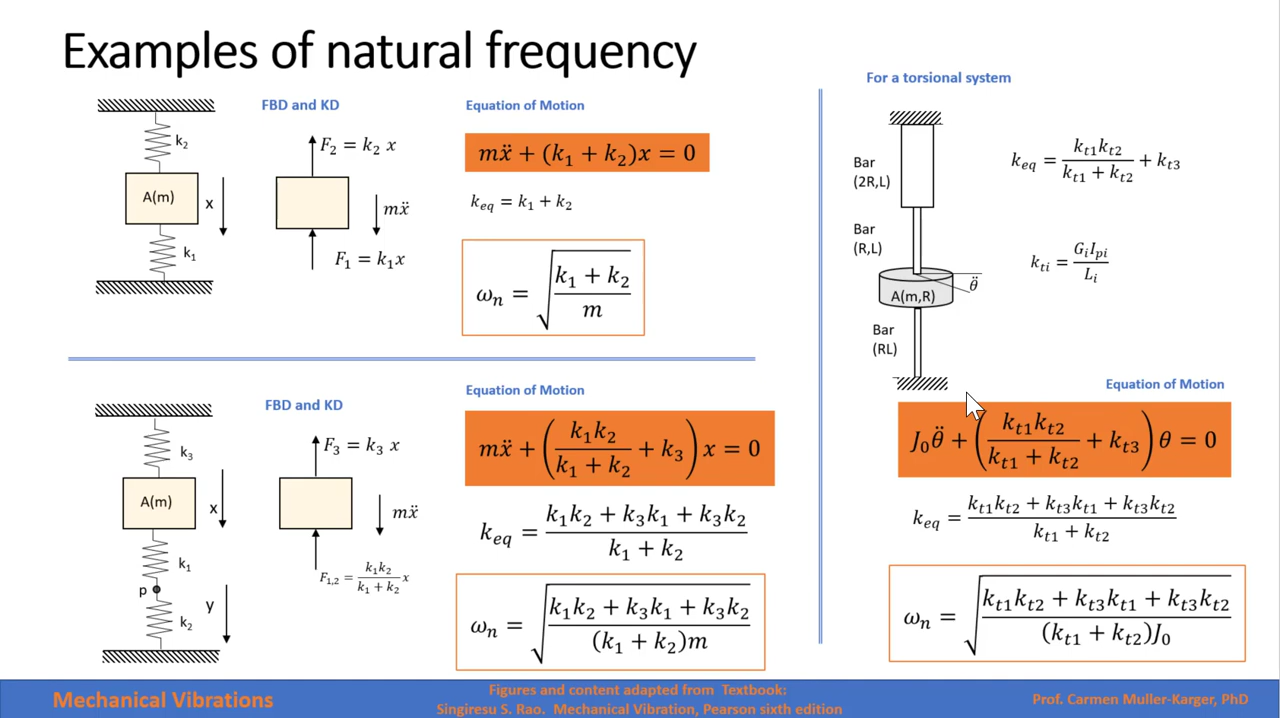 Examples of natural frequency
k₂
A(m)
x
k₁
FBD and KD
F₂ = k₂ x
mẍ
F₁ = k₁x
Equation of Motion
mẍ + (k₁ + k₂)x = 0
k_eq = k₁ + k₂
ω_n = √((k₁ + k₂)/m)
k₃
A(m)
x
k₁
p
y
k₂
FBD and KD
F₃ = k₃ x
mẍ
F₁,₂ = (k₁k₂)/(k₁ + k₂) x
Equation of Motion
mẍ + ((k₁k₂)/(k₁ + k₂) + k₃) x = 0
k_eq = (k₁k₂ + k₃k₁ + k₃k₂)/(k₁ + k₂)
ω_n = √((k₁k₂ + k₃k₁ + k₃k₂)/((k₁ + k₂)m))
For a torsional system
Bar
(2R,L)
Bar
(R,L)
θ̈
A(m,R)
Bar
(RL)
k_eq = (k_t1 k_t2)/(k_t1 + k_t2) + k_t3
k_ti = (G_i I_pi)/L_i
Equation of Motion
J₀θ̈ + ((k_t1 k_t2)/(k_t1 + k_t2) + k_t3) θ = 0
k_eq = (k_t1 k_t2 + k_t3 k_t1 + k_t3 k_t2)/(k_t1 + k_t2)
ω_n = √((k_t1 k_t2 + k_t3 k_t1 + k_t3 k_t2)/((k_t1 + k_t2)J₀))
Mechanical Vibrations
Figures and content adapted from Textbook:
Singiresu S. Rao. Mechanical Vibration, Pearson sixth edition
Prof. Carmen Muller-Karger, PhD